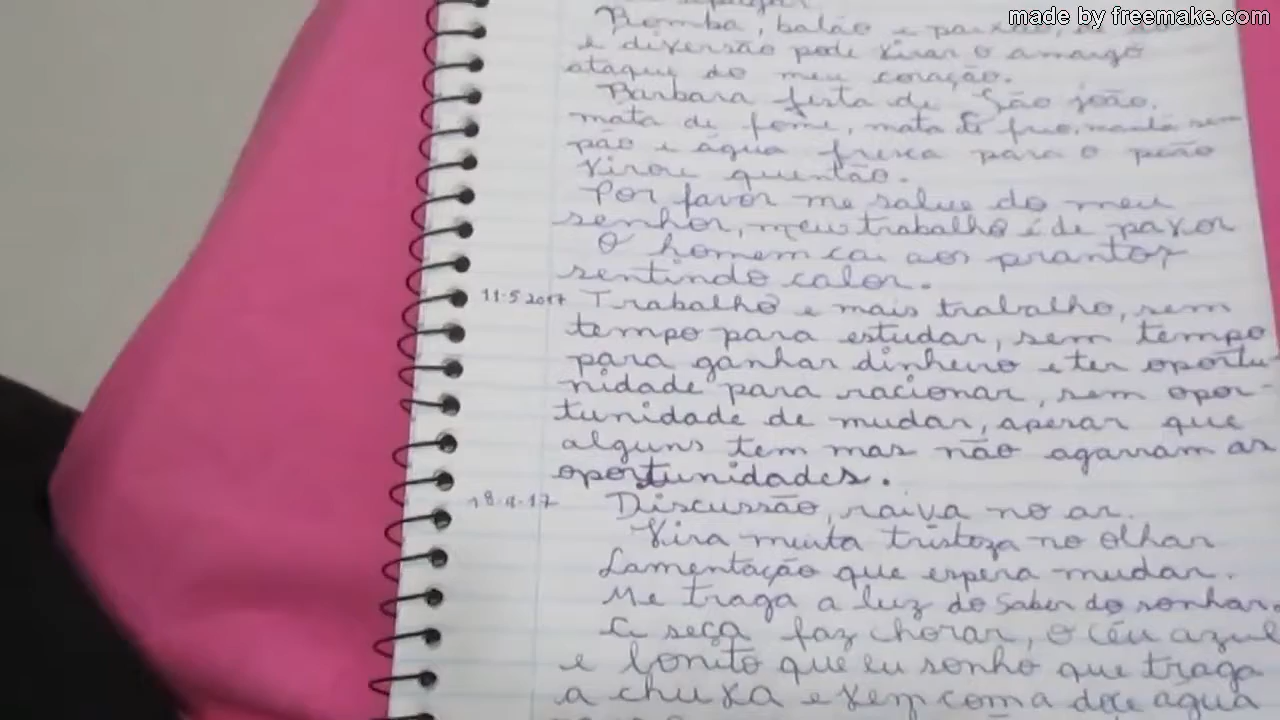 made by freemake.com
Bomba, balão e
e diversão pode virar o amargo
ataque do meu coração.
Barbara festa de São joão.
mata de fome, mata de frio, manta sem
pão e água fresca para o peão
virou quentão.
Por favor me salve do meu
senhor, meu trabalho é de pavor
O homem cai aos prantos
sentindo calor.
11.5.2017 Trabalho e mais trabalho, sem
tempo para estudar, sem tempo
para ganhar dinheiro e ter oportu-
nidade para racionar, sem opor-
tunidade de mudar, apesar que
alguns tem mas não agarram as
oportunidades.
18.4.17 Discussão, raiva no ar.
Vira muita tristeza no olhar
Lamentação que espera mudar.
Me traga a luz do saber do sonhar.
A seca faz chorar, o céu azul
e bonito que eu sonho que traga
a chuva e vem com a doce agua